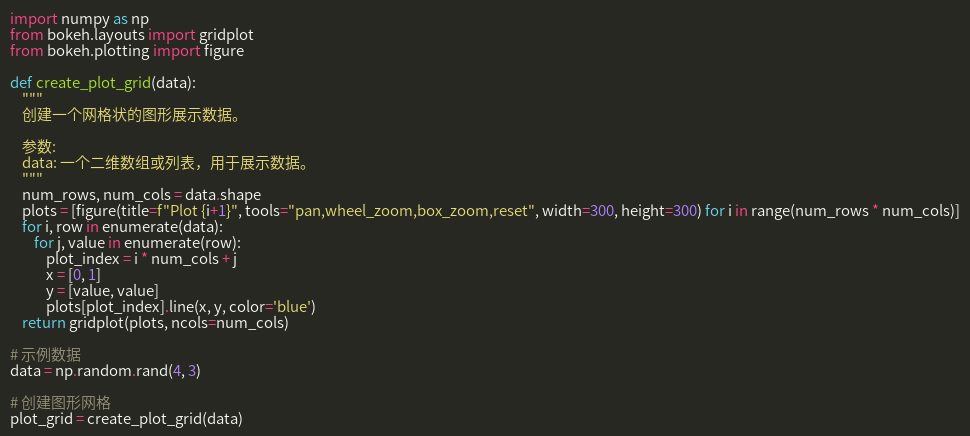 import numpy as np
from bokeh.layouts import gridplot
from bokeh.plotting import figure

def create_plot_grid(data):
    """
    创建一个网格状的图形展示数据。

    参数:
    data: 一个二维数组或列表，用于展示数据。
    """
    num_rows, num_cols = data.shape
    plots = [figure(title=f"Plot {i+1}", tools="pan,wheel_zoom,box_zoom,reset", width=300, height=300) for i in range(num_rows * num_cols)]
    for i, row in enumerate(data):
        for j, value in enumerate(row):
            plot_index = i * num_cols + j
            x = [0, 1]
            y = [value, value]
            plots[plot_index].line(x, y, color='blue')
    return gridplot(plots, ncols=num_cols)

# 示例数据
data = np.random.rand(4, 3)

# 创建图形网格
plot_grid = create_plot_grid(data)